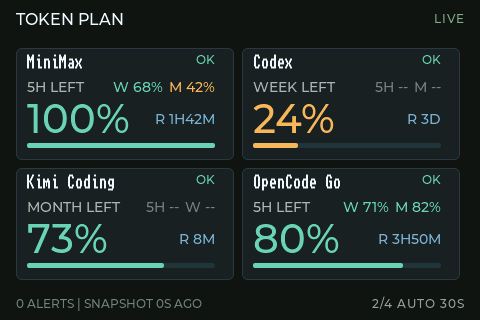 TOKEN PLAN LIVE
MiniMax OK
5H LEFT W 68% M 42%
100% R 1H42M
Codex OK
WEEK LEFT 5H -- M --
24% R 3D
Kimi Coding OK
MONTH LEFT 5H -- W --
73% R 8M
OpenCode Go OK
5H LEFT W 71% M 82%
80% R 3H50M
0 ALERTS | SNAPSHOT 0S AGO 2/4 AUTO 30S